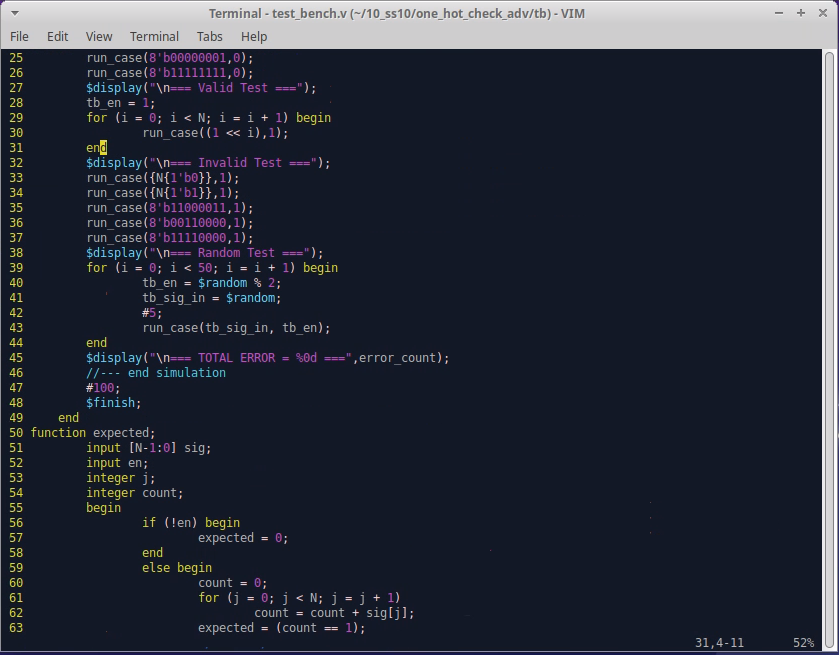 Terminal - test_bench.v (~/10_ss10/one_hot_check_adv/tb) - VIM
File Edit View Terminal Tabs Help
25 run_case(8'b00000001,0);
26 run_case(8'b11111111,0);
27 $display("\n=== Valid Test ===");
28 tb_en = 1;
29 for (i = 0; i < N; i = i + 1) begin
30 run_case((1 << i),1);
31 end
32 $display("\n=== Invalid Test ===");
33 run_case({N{1'b0}},1);
34 run_case({N{1'b1}},1);
35 run_case(8'b11000011,1);
36 run_case(8'b00110000,1);
37 run_case(8'b11110000,1);
38 $display("\n=== Random Test ===");
39 for (i = 0; i < 50; i = i + 1) begin
40 tb_en = $random % 2;
41 tb_sig_in = $random;
42 #5;
43 run_case(tb_sig_in, tb_en);
44 end
45 $display("\n=== TOTAL ERROR = %0d ===",error_count);
46 //--- end simulation
47 #100;
48 $finish;
49 end
50 function expected;
51 input [N-1:0] sig;
52 input en;
53 integer j;
54 integer count;
55 begin
56 if (!en) begin
57 expected = 0;
58 end
59 else begin
60 count = 0;
61 for (j = 0; j < N; j = j + 1)
62 count = count + sig[j];
63 expected = (count == 1);
31,4-11 52%